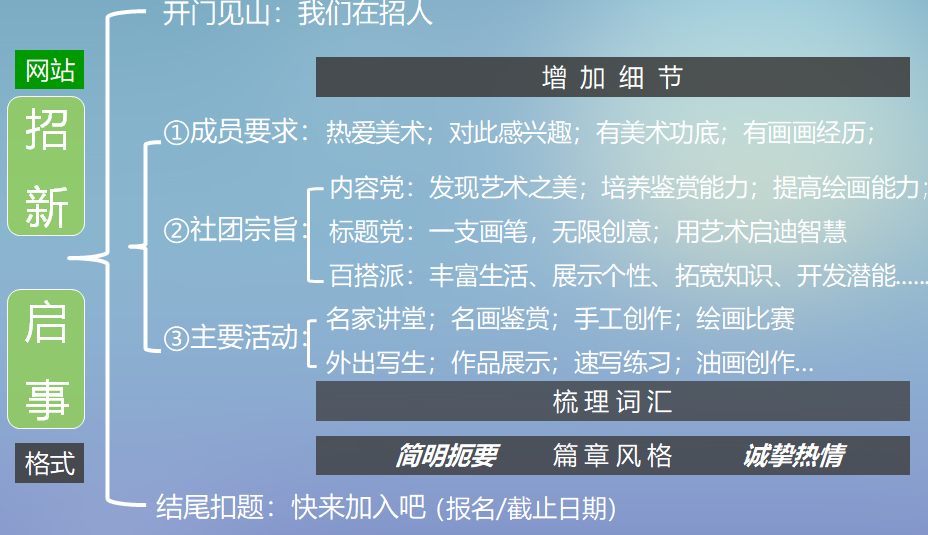 开门见山：我们在招人
网站
招
新
启
事
格式
增加细节
①成员要求：热爱美术；对此感兴趣；有美术功底；有画画经历；
②社团宗旨：
内容党：发现艺术之美；培养鉴赏能力；提高绘画能力；
标题党：一支画笔，无限创意；用艺术启迪智慧
百搭派：丰富生活、展示个性、拓宽知识、开发潜能……
③主要活动：
名家讲堂；名画鉴赏；手工创作；绘画比赛
外出写生；作品展示；速写练习；油画创作...
梳理词汇
简明扼要 篇章风格 诚挚热情
结尾扣题：快来加入吧（报名/截止日期）